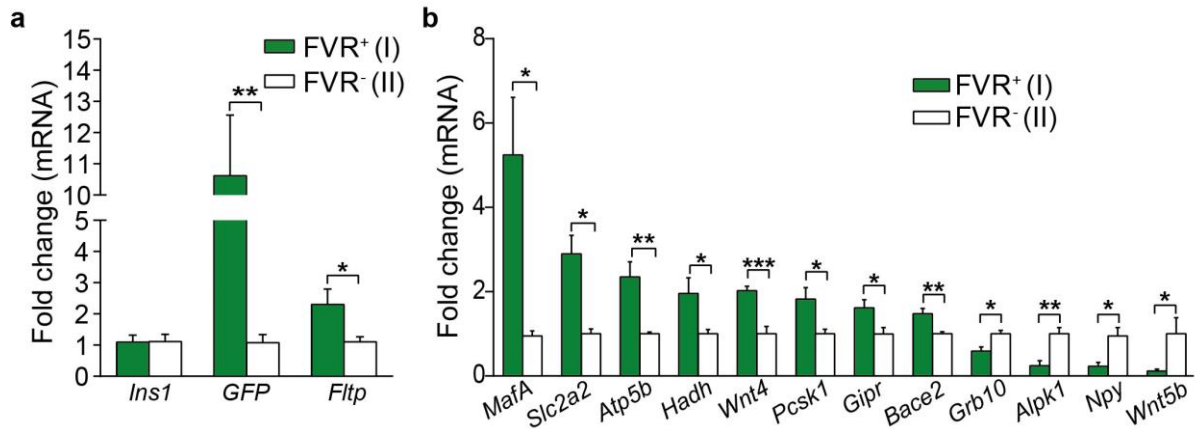 a
Fold change (mRNA)
15
14
13
12
11
10
5
4
3
2
1
0
FVR⁺ (I)
FVR⁻ (II)
**
*
Ins1 GFP Fltp
b
Fold change (mRNA)
8
6
4
2
0
FVR⁺ (I)
FVR⁻ (II)
* * ** * *** * * ** * ** * *
MafA Slc2a2 Atp5b Hadh Wnt4 Pcsk1 Gipr Bace2 Grb10 Alpk1 Npy Wnt5b